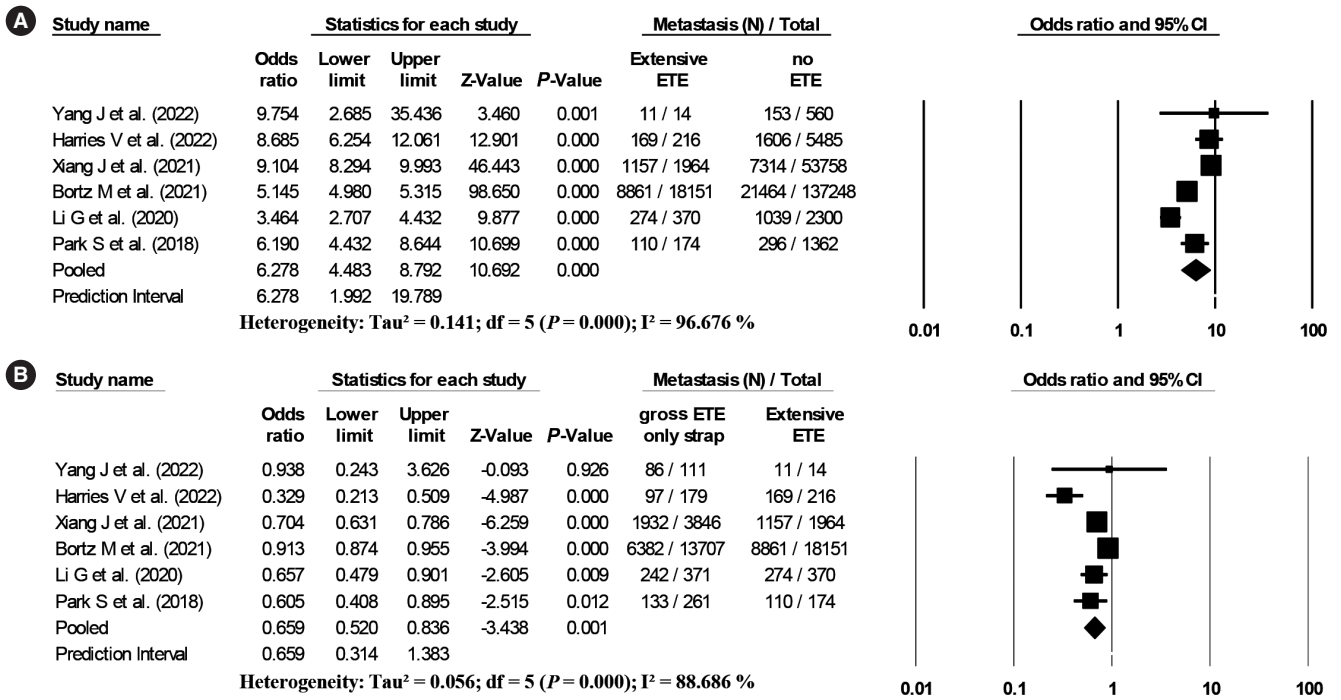 A Study name Statistics for each study Metastasis (N) / Total Odds ratio and 95% CI
Odds ratio Lower limit Upper limit Z-Value P-Value Extensive ETE no ETE
Yang J et al. (2022) 9.754 2.685 35.436 3.460 0.001 11 / 14 153 / 560
Harries V et al. (2022) 8.685 6.254 12.061 12.901 0.000 169 / 216 1606 / 5485
Xiang J et al. (2021) 9.104 8.294 9.993 46.443 0.000 1157 / 1964 7314 / 53758
Bortz M et al. (2021) 5.145 4.980 5.315 98.650 0.000 8861 / 18151 21464 / 137248
Li G et al. (2020) 3.464 2.707 4.432 9.877 0.000 274 / 370 1039 / 2300
Park S et al. (2018) 6.190 4.432 8.644 10.699 0.000 110 / 174 296 / 1362
Pooled 6.278 4.483 8.792 10.692 0.000
Prediction Interval 6.278 1.992 19.789
Heterogeneity: Tau² = 0.141; df = 5 (P = 0.000); I² = 96.676 %
0.01 0.1 1 10 100
B Study name Statistics for each study Metastasis (N) / Total Odds ratio and 95% CI
Odds ratio Lower limit Upper limit Z-Value P-Value gross ETE only strap Extensive ETE
Yang J et al. (2022) 0.938 0.243 3.626 -0.093 0.926 86 / 111 11 / 14
Harries V et al. (2022) 0.329 0.213 0.509 -4.987 0.000 97 / 179 169 / 216
Xiang J et al. (2021) 0.704 0.631 0.786 -6.259 0.000 1932 / 3846 1157 / 1964
Bortz M et al. (2021) 0.913 0.874 0.955 -3.994 0.000 6382 / 13707 8861 / 18151
Li G et al. (2020) 0.657 0.479 0.901 -2.605 0.009 242 / 371 274 / 370
Park S et al. (2018) 0.605 0.408 0.895 -2.515 0.012 133 / 261 110 / 174
Pooled 0.659 0.520 0.836 -3.438 0.001
Prediction Interval 0.659 0.314 1.383
Heterogeneity: Tau² = 0.056; df = 5 (P = 0.000); I² = 88.686 %
0.01 0.1 1 10 100